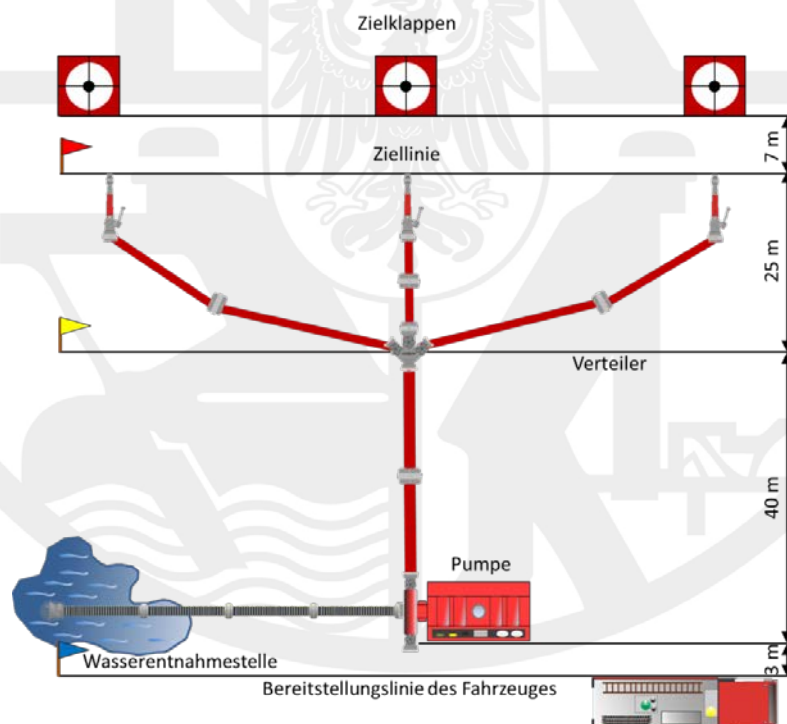 Zielklappen
7 m
Ziellinie
25 m
Verteiler
40 m
Pumpe
Wasserentnahmestelle
3 m
Bereitstellungslinie des Fahrzeuges